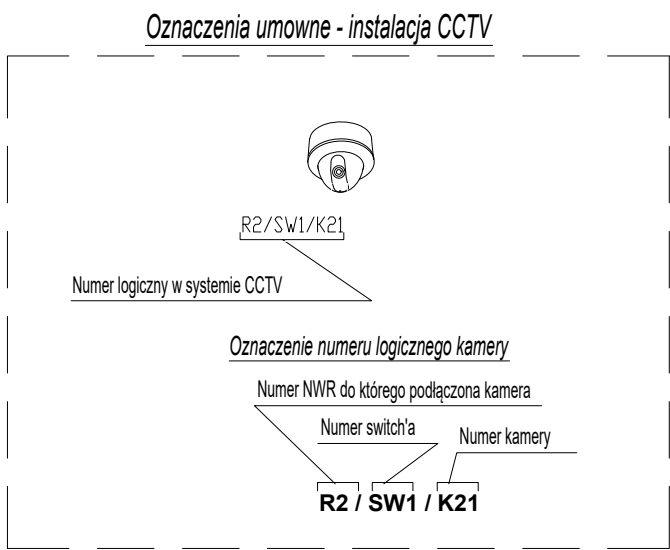 Oznaczenia umowne - instalacja CCTV
R2/SW1/K21
Numer logiczny w systemie CCTV
Oznaczenie numeru logicznego kamery
Numer NWR do którego podłączona kamera
Numer switch'a
Numer kamery
R2 / SW1 / K21